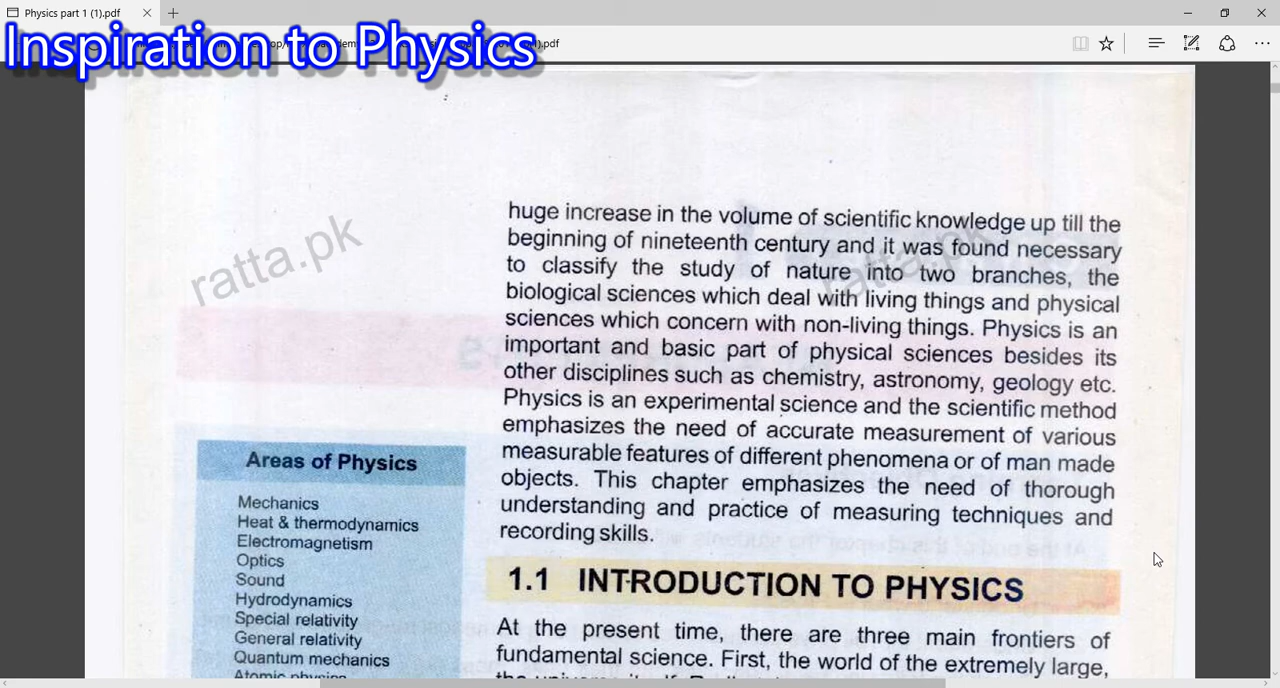 Physics part 1 (1).pdf
Inspiration to Physics
huge increase in the volume of scientific knowledge up till the
beginning of nineteenth century and it was found necessary
to classify the study of nature into two branches, the
biological sciences which deal with living things and physical
sciences which concern with non-living things. Physics is an
important and basic part of physical sciences besides its
other disciplines such as chemistry, astronomy, geology etc.
Physics is an experimental science and the scientific method
emphasizes the need of accurate measurement of various
measurable features of different phenomena or of man made
objects. This chapter emphasizes the need of thorough
understanding and practice of measuring techniques and
recording skills.
ratta.pk
ratta.pk
Areas of Physics
Mechanics
Heat & thermodynamics
Electromagnetism
Optics
Sound
Hydrodynamics
Special relativity
General relativity
Quantum mechanics
Atomic physics
1.1 INTRODUCTION TO PHYSICS
At the present time, there are three main frontiers of
fundamental science. First, the world of the extremely large,
the universe itself.